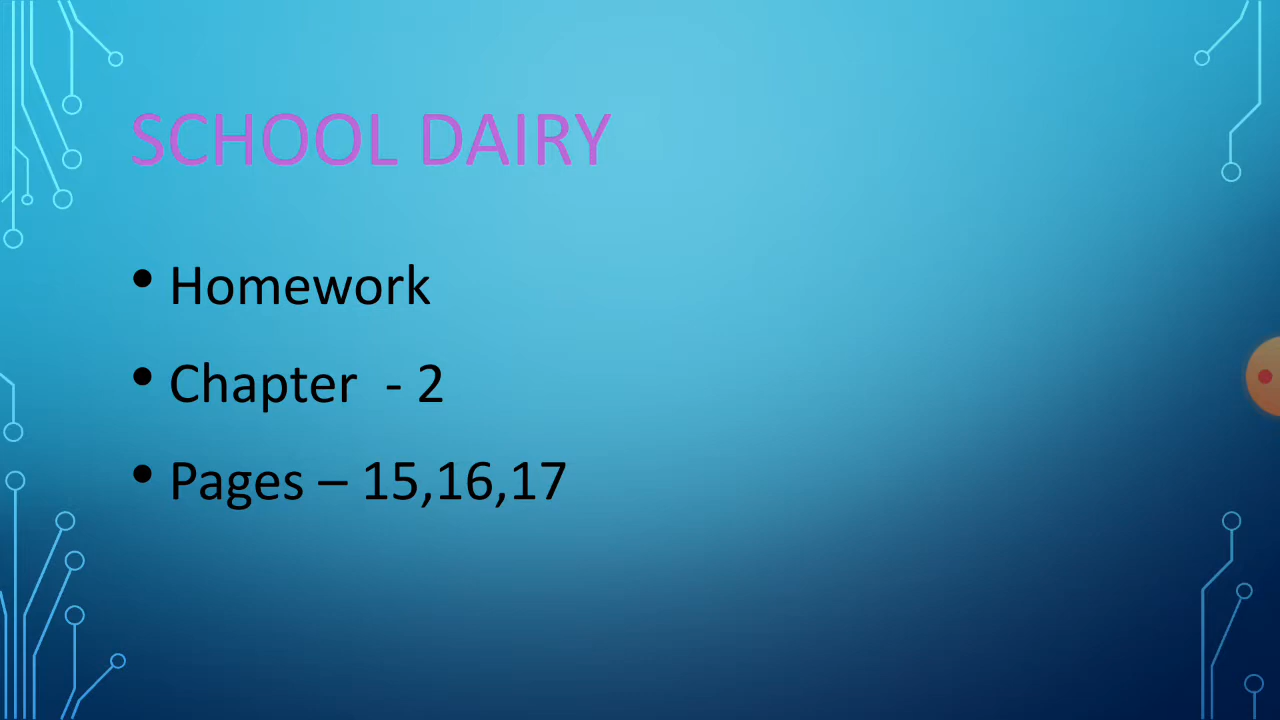 SCHOOL DAIRY
• Homework
• Chapter - 2
• Pages – 15,16,17